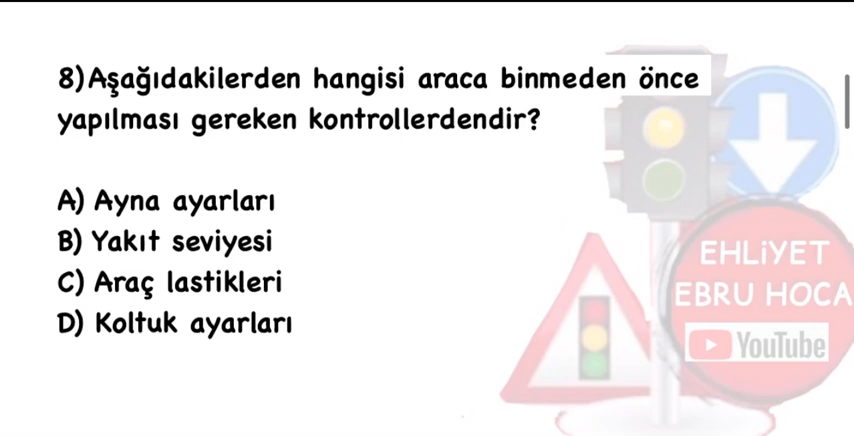 8)Aşağıdakilerden hangisi araca binmeden önce
yapılması gereken kontrollerdendir?
A) Ayna ayarları
B) Yakıt seviyesi
C) Araç lastikleri
D) Koltuk ayarları
EHLİYET
EBRU HOCA
YouTube